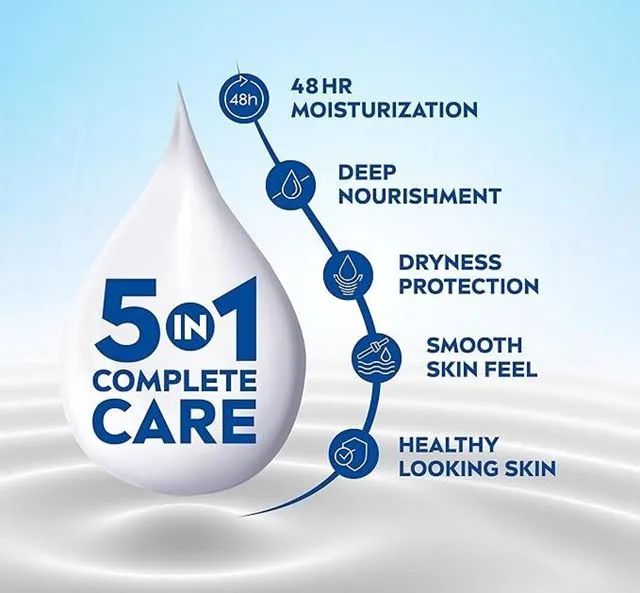 48h
48 HR
MOISTURIZATION
DEEP
NOURISHMENT
DRYNESS
PROTECTION
SMOOTH
SKIN FEEL
HEALTHY
LOOKING SKIN
5 IN 1
COMPLETE
CARE